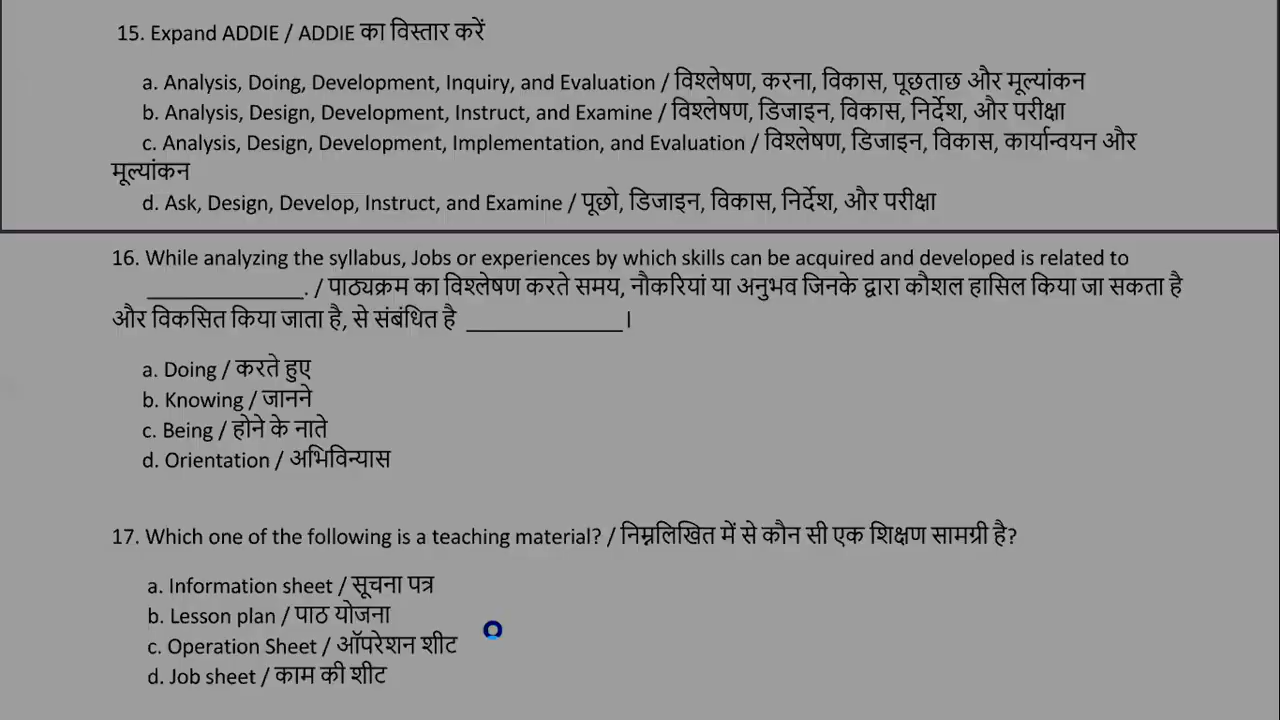 15. Expand ADDIE / ADDIE का विस्तार करें
a. Analysis, Doing, Development, Inquiry, and Evaluation / विश्लेषण, करना, विकास, पूछताछ और मूल्यांकन
b. Analysis, Design, Development, Instruct, and Examine / विश्लेषण, डिजाइन, विकास, निर्देश, और परीक्षा
c. Analysis, Design, Development, Implementation, and Evaluation / विश्लेषण, डिजाइन, विकास, कार्यान्वयन और
मूल्यांकन
d. Ask, Design, Develop, Instruct, and Examine / पूछो, डिजाइन, विकास, निर्देश, और परीक्षा
16. While analyzing the syllabus, Jobs or experiences by which skills can be acquired and developed is related to
______________. / पाठ्यक्रम का विश्लेषण करते समय, नौकरियां या अनुभव जिनके द्वारा कौशल हासिल किया जा सकता है
और विकसित किया जाता है, से संबंधित है ______________।
a. Doing / करते हुए
b. Knowing / जानने
c. Being / होने के नाते
d. Orientation / अभिविन्यास
17. Which one of the following is a teaching material? / निम्नलिखित में से कौन सी एक शिक्षण सामग्री है?
a. Information sheet / सूचना पत्र
b. Lesson plan / पाठ योजना
c. Operation Sheet / ऑपरेशन शीट
d. Job sheet / काम की शीट